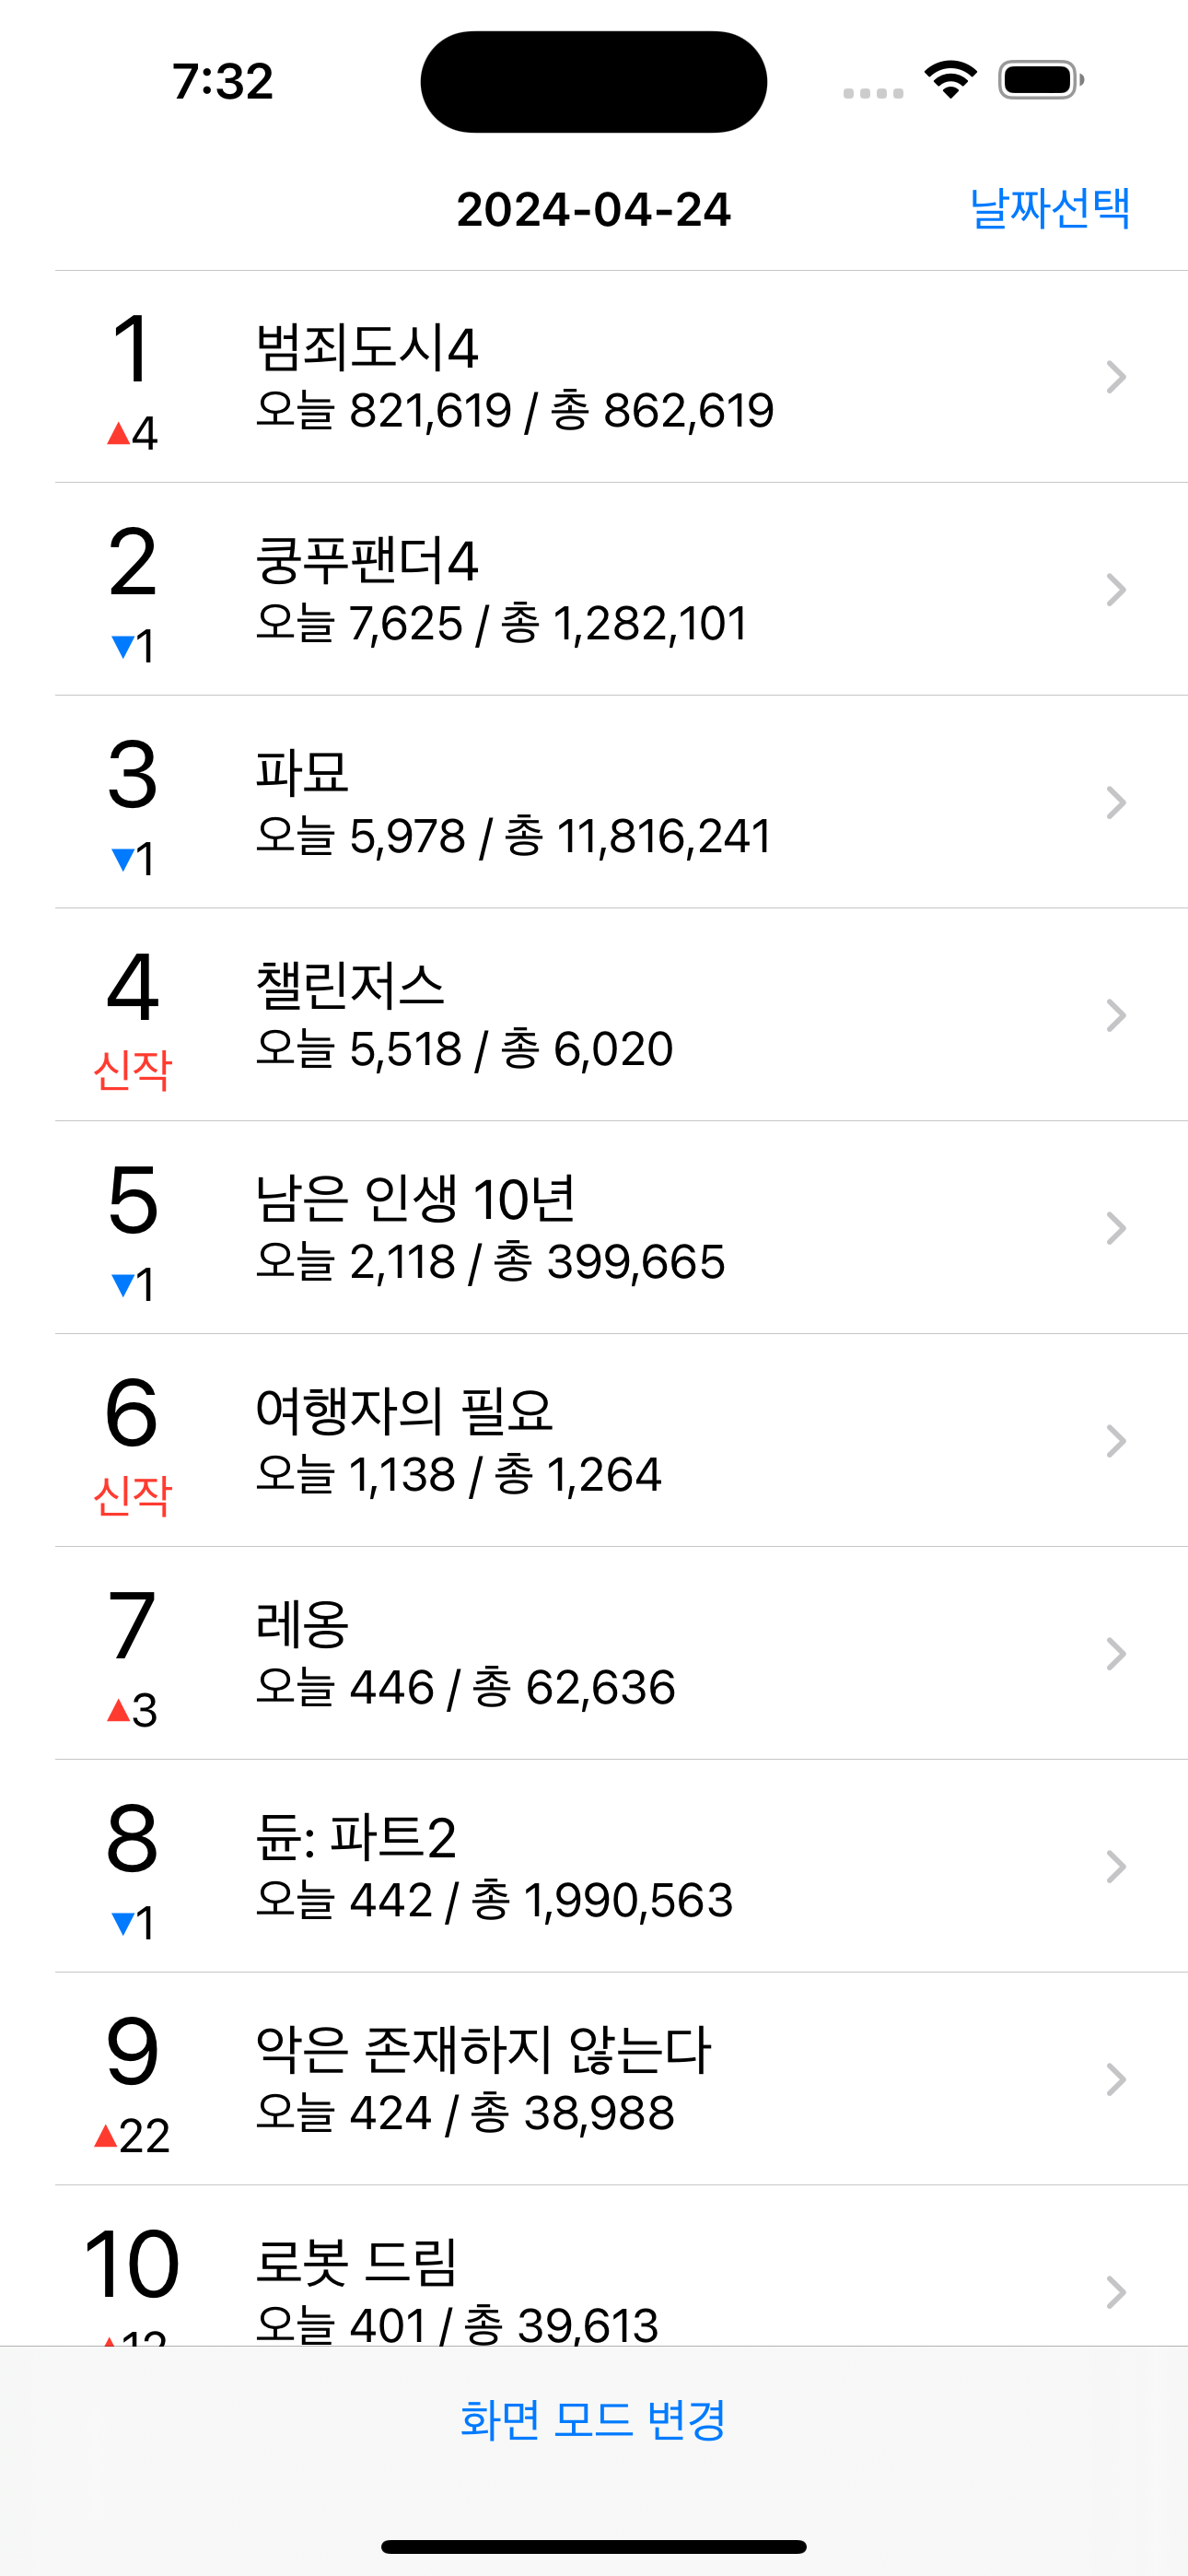 7:32
2024-04-24 날짜선택
1 범죄도시4
오늘 821,619 / 총 862,619
▲4
2 쿵푸팬더4
오늘 7,625 / 총 1,282,101
▼1
3 파묘
오늘 5,978 / 총 11,816,241
▼1
4 챌린저스
오늘 5,518 / 총 6,020
신작
5 남은 인생 10년
오늘 2,118 / 총 399,665
▼1
6 여행자의 필요
오늘 1,138 / 총 1,264
신작
7 레옹
오늘 446 / 총 62,636
▲3
8 듄: 파트2
오늘 442 / 총 1,990,563
▼1
9 악은 존재하지 않는다
오늘 424 / 총 38,988
▲22
10 로봇 드림
오늘 401 / 총 39,613
화면 모드 변경